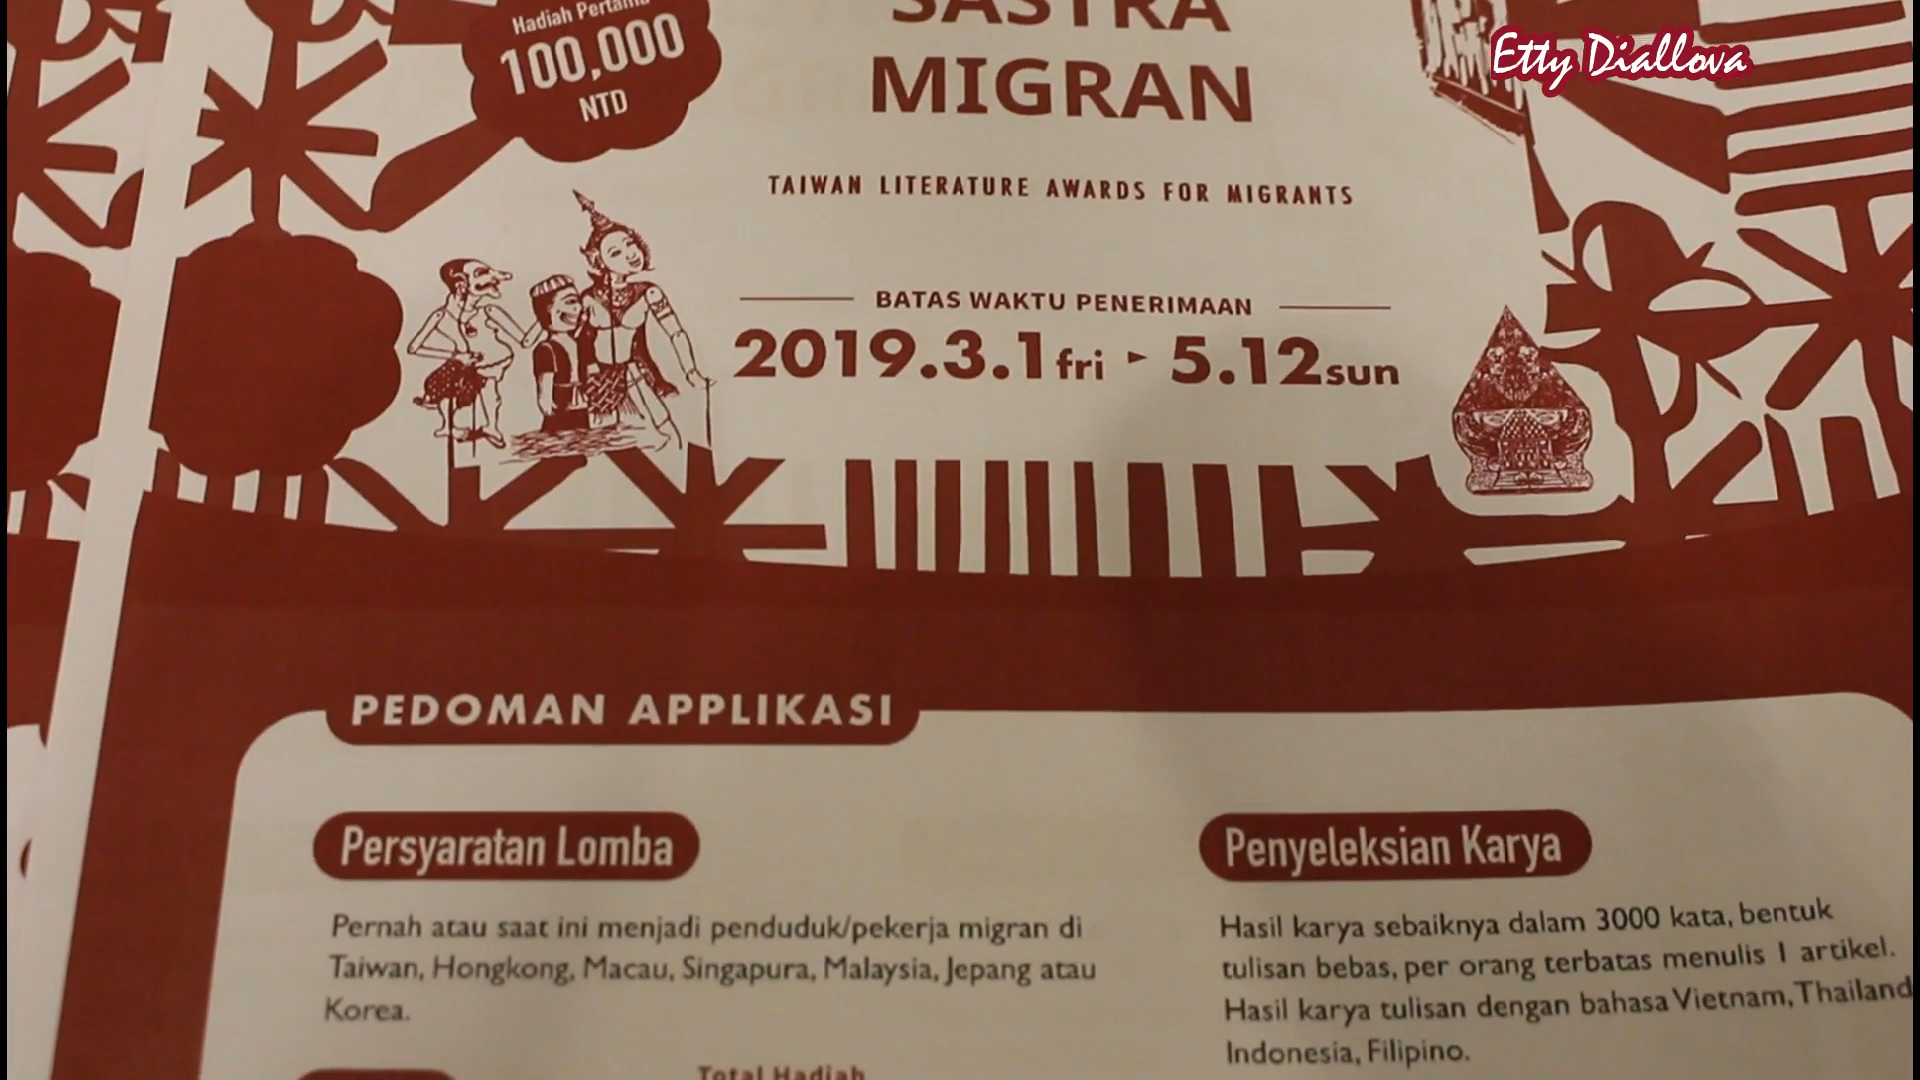 Hadiah Pertama
100,000
NTD
SASTRA
MIGRAN
Etty Diallova
TAIWAN LITERATURE AWARDS FOR MIGRANTS
BATAS WAKTU PENERIMAAN
2019.3.1 fri ► 5.12 sun
PEDOMAN APPLIKASI
Persyaratan Lomba
Pernah atau saat ini menjadi penduduk/pekerja migran di
Taiwan, Hongkong, Macau, Singapura, Malaysia, Jepang atau
Korea.
Penyeleksian Karya
Hasil karya sebaiknya dalam 3000 kata, bentuk
tulisan bebas, per orang terbatas menulis 1 artikel.
Hasil karya tulisan dengan bahasa Vietnam, Thailand
Indonesia, Filipino.
Total Hadiah